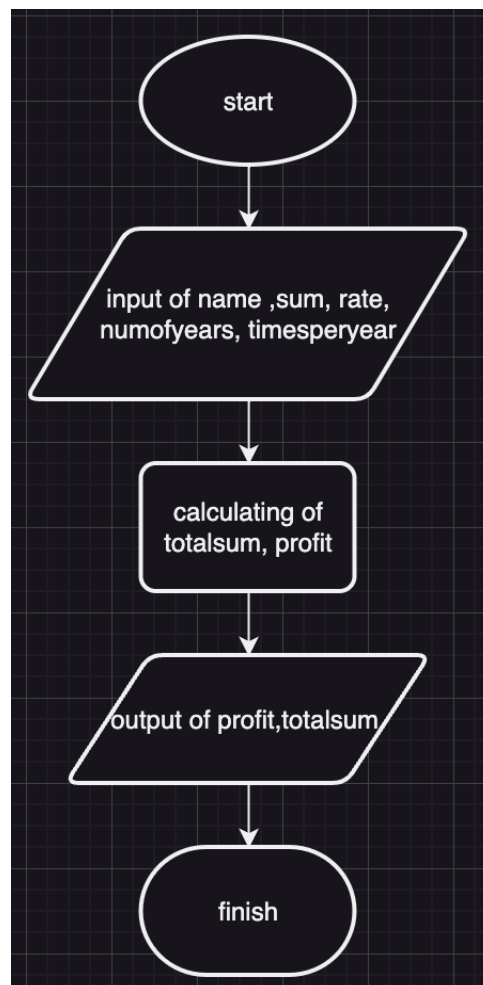 start
input of name ,sum, rate,
numofyears, timesperyear
calculating of
totalsum, profit
output of profit,totalsum
finish